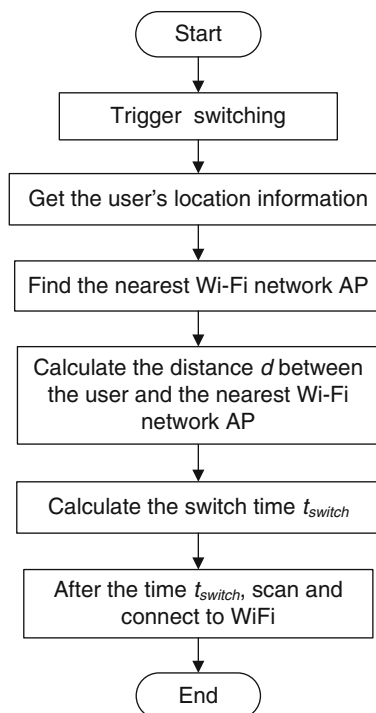 Start
Trigger switching
Get the user's location information
Find the nearest Wi-Fi network AP
Calculate the distance d between
the user and the nearest Wi-Fi
network AP
Calculate the switch time tswitch
After the time tswitch, scan and
connect to WiFi
End